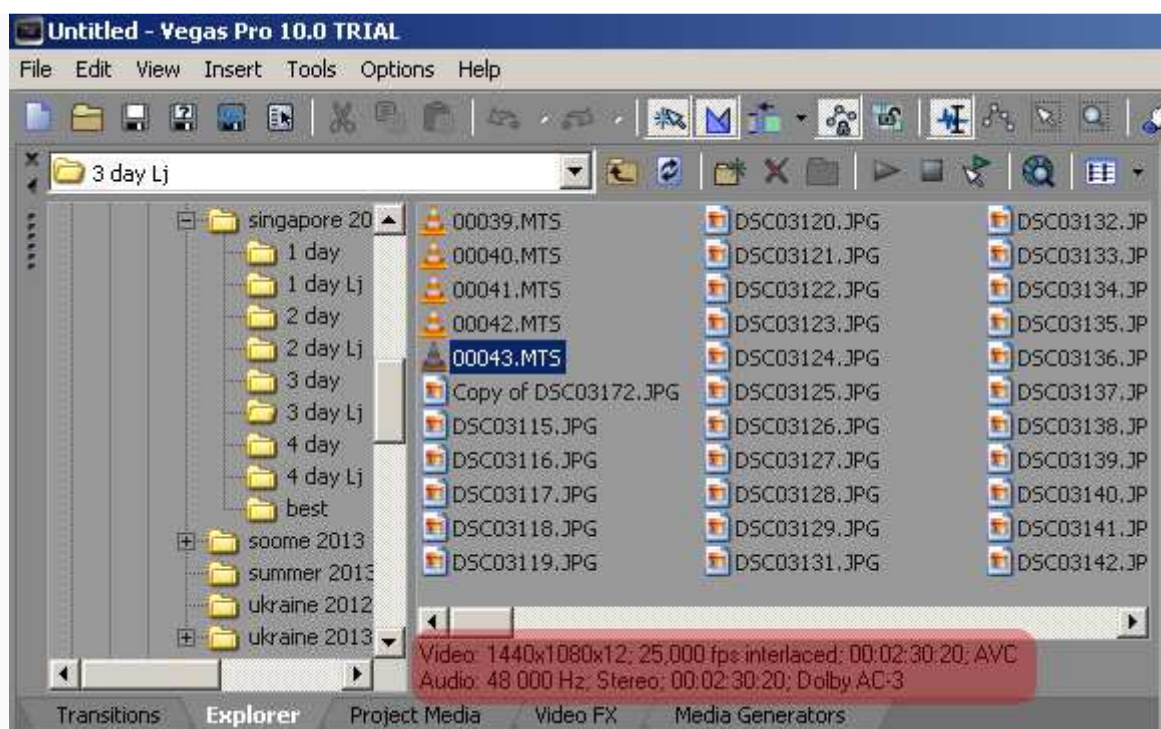 Untitled - Vegas Pro 10.0 TRIAL
File Edit View Insert Tools Options Help
3 day Lj
singapore 20
1 day
1 day Lj
2 day
2 day Lj
3 day
3 day Lj
4 day
4 day Lj
best
soome 2013
summer 2013
ukraine 2012
ukraine 2013
00039.MTS
00040.MTS
00041.MTS
00042.MTS
00043.MTS
Copy of DSC03172.JPG
DSC03115.JPG
DSC03116.JPG
DSC03117.JPG
DSC03118.JPG
DSC03119.JPG
DSC03120.JPG
DSC03121.JPG
DSC03122.JPG
DSC03123.JPG
DSC03124.JPG
DSC03125.JPG
DSC03126.JPG
DSC03127.JPG
DSC03128.JPG
DSC03129.JPG
DSC03131.JPG
DSC03132.JP
DSC03133.JP
DSC03134.JP
DSC03135.JP
DSC03136.JP
DSC03137.JP
DSC03138.JP
DSC03139.JP
DSC03140.JP
DSC03141.JP
DSC03142.JP
Video: 1440x1080x12; 25,000 fps interlaced; 00:02:30:20; AVC
Audio: 48 000 Hz; Stereo; 00:02:30:20; Dolby AC-3
Transitions Explorer Project Media Video FX Media Generators